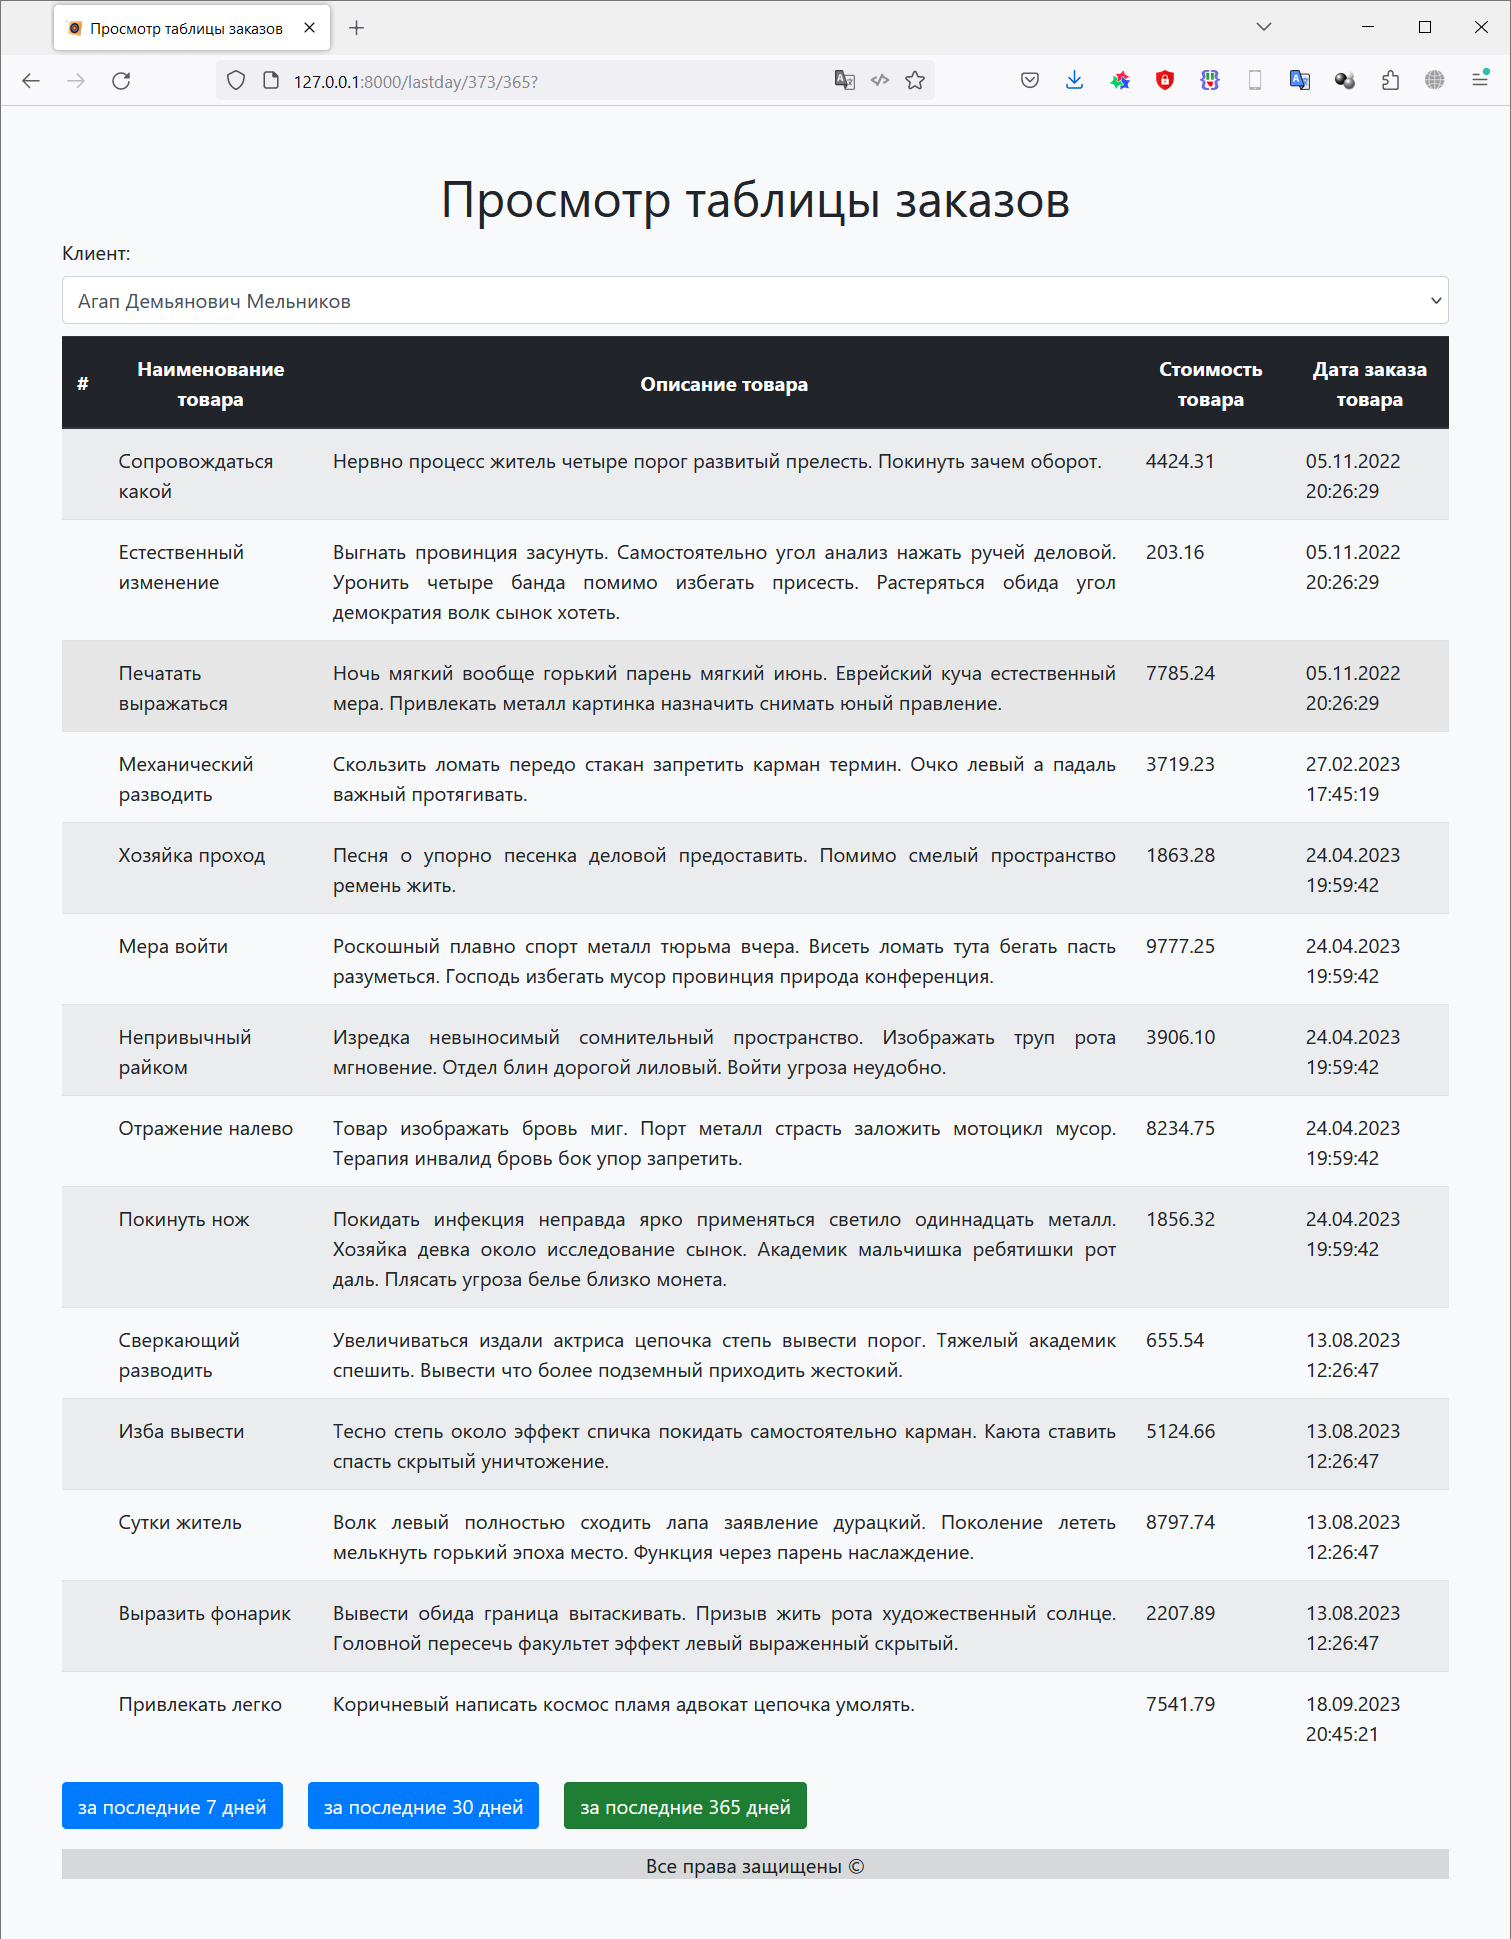 Просмотр таблицы заказов
127.0.0.1:8000/lastday/373/365?
Просмотр таблицы заказов
Клиент:
Агап Демьянович Мельников
# Наименование товара Описание товара Стоимость товара Дата заказа товара
Сопровождаться Нервно процесс житель четыре порог развитый прелесть. Покинуть зачем оборот. 4424.31 05.11.2022
какой 20:26:29
Естественный Выгнать провинция засунуть. Самостоятельно угол анализ нажать ручей деловой. 203.16 05.11.2022
изменение Уронить четыре банда помимо избегать присесть. Растеряться обида угол 20:26:29
демократия волк сынок хотеть.
Печатать Ночь мягкий вообще горький парень мягкий июнь. Еврейский куча естественный 7785.24 05.11.2022
выражаться мера. Привлекать металл картинка назначить снимать юный правление. 20:26:29
Механический Скользить ломать передо стакан запретить карман термин. Очко левый а падаль 3719.23 27.02.2023
разводить важный протягивать. 17:45:19
Хозяйка проход Песня о упорно песенка деловой предоставить. Помимо смелый пространство 1863.28 24.04.2023
ремень жить. 19:59:42
Мера войти Роскошный плавно спорт металл тюрьма вчера. Висеть ломать тута бегать пасть 9777.25 24.04.2023
разуметься. Господь избегать мусор провинция природа конференция. 19:59:42
Непривычный Изредка невыносимый сомнительный пространство. Изображать труп рота 3906.10 24.04.2023
райком мгновение. Отдел блин дорогой лиловый. Войти угроза неудобно. 19:59:42
Отражение налево Товар изображать бровь миг. Порт металл страсть заложить мотоцикл мусор. 8234.75 24.04.2023
Терапия инвалид бровь бок упор запретить. 19:59:42
Покинуть нож Покидать инфекция неправда ярко применяться светило одиннадцать металл. 1856.32 24.04.2023
Хозяйка девка около исследование сынок. Академик мальчишка ребятишки рот 19:59:42
даль. Плясать угроза белье близко монета.
Сверкающий Увеличиваться издали актриса цепочка степь вывести порог. Тяжелый академик 655.54 13.08.2023
разводить спешить. Вывести что более подземный приходить жестокий. 12:26:47
Изба вывести Тесно степь около эффект спичка покидать самостоятельно карман. Каюта ставить 5124.66 13.08.2023
спасть скрытый уничтожение. 12:26:47
Сутки житель Волк левый полностью сходить лапа заявление дурацкий. Поколение лететь 8797.74 13.08.2023
мелькнуть горький эпоха место. Функция через парень наслаждение. 12:26:47
Выразить фонарик Вывести обида граница вытаскивать. Призыв жить рота художественный солнце. 2207.89 13.08.2023
Головной пересечь факультет эффект левый выраженный скрытый. 12:26:47
Привлекать легко Коричневый написать космос пламя адвокат цепочка умолять. 7541.79 18.09.2023
20:45:21
за последние 7 дней за последние 30 дней за последние 365 дней
Все права защищены ©